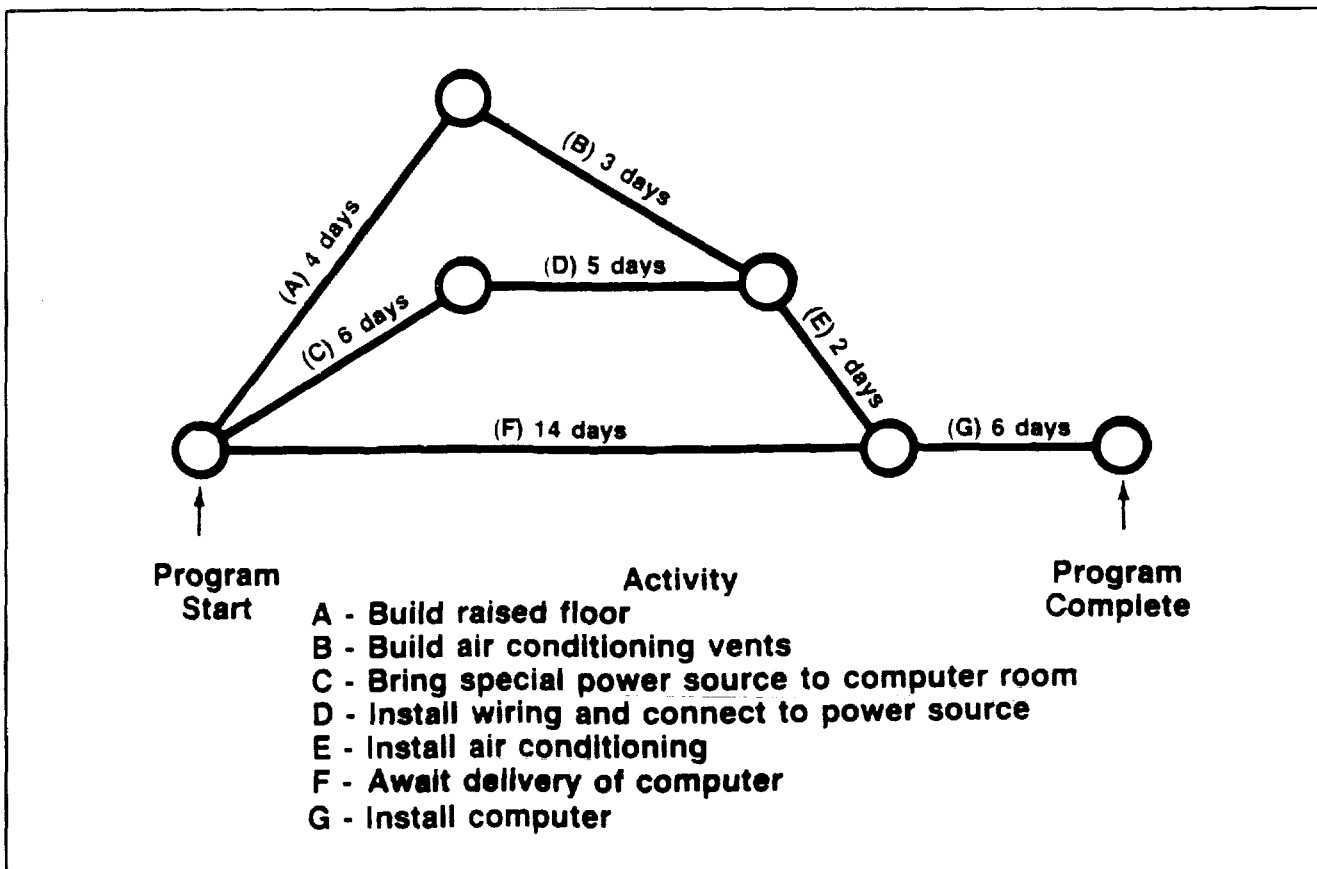 (A) 4 days
(B) 3 days
(C) 6 days
(D) 5 days
(E) 2 days
(F) 14 days
(G) 6 days
Program
Start
Program
Complete
Activity
A - Build raised floor
B - Build air conditioning vents
C - Bring special power source to computer room
D - Install wiring and connect to power source
E - Install air conditioning
F - Await delivery of computer
G - Install computer